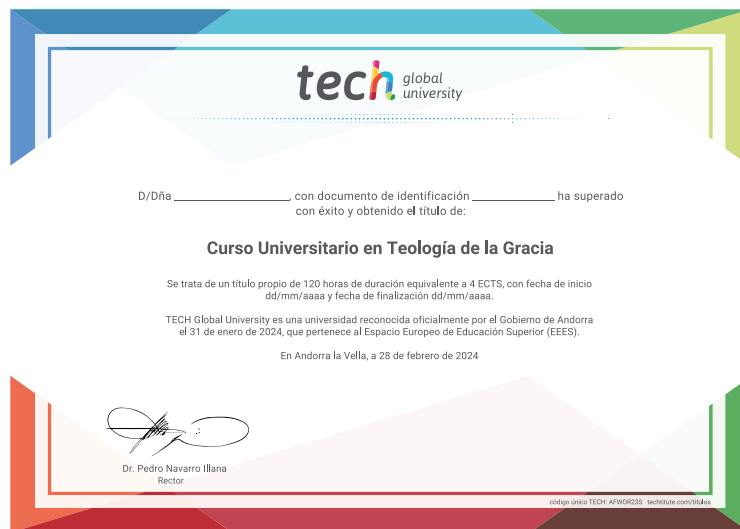 tech global university
D/Dña ____________________, con documento de identificación ______________ ha superado
con éxito y obtenido el título de:
Curso Universitario en Teología de la Gracia
Se trata de un título propio de 120 horas de duración equivalente a 4 ECTS, con fecha de inicio
dd/mm/aaaa y fecha de finalización dd/mm/aaaa.
TECH Global University es una universidad reconocida oficialmente por el Gobierno de Andorra
el 31 de enero de 2024, que pertenece al Espacio Europeo de Educación Superior (EEES).
En Andorra la Vella, a 28 de febrero de 2024
Dr. Pedro Navarro Illana
Rector
código único TECH: AFWOR23S techtitute.com/titulos